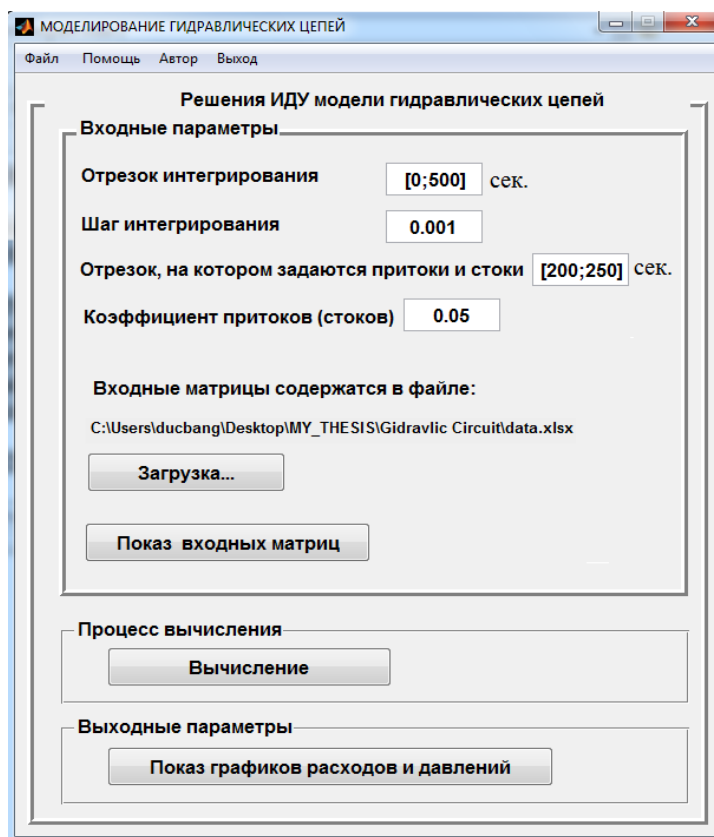 МОДЕЛИРОВАНИЕ ГИДРАВЛИЧЕСКИХ ЦЕПЕЙ
Файл Помощь Автор Выход
Решения ИДУ модели гидравлических цепей
Входные параметры
Отрезок интегрирования [0;500] сек.
Шаг интегрирования 0.001
Отрезок, на котором задаются притоки и стоки [200;250] сек.
Коэффициент притоков (стоков) 0.05
Входные матрицы содержатся в файле:
C:\Users\ducbang\Desktop\MY_THESIS\Gidravlic Circuit\data.xlsx
Загрузка...
Показ входных матриц
Процесс вычисления
Вычисление
Выходные параметры
Показ графиков расходов и давлений